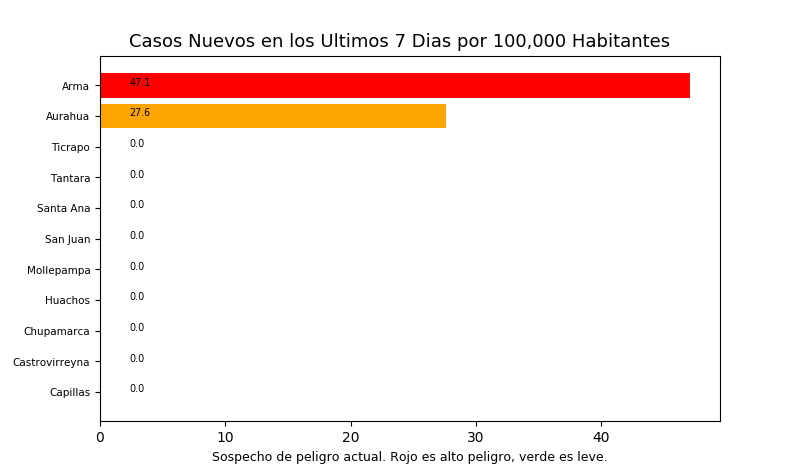 Casos Nuevos en los Ultimos 7 Dias por 100,000 Habitantes
Arma 47.1
Aurahua 27.6
Ticrapo 0.0
Tantara 0.0
Santa Ana 0.0
San Juan 0.0
Mollepampa 0.0
Huachos 0.0
Chupamarca 0.0
Castrovirreyna 0.0
Capillas 0.0
0 10 20 30 40
Sospecho de peligro actual. Rojo es alto peligro, verde es leve.